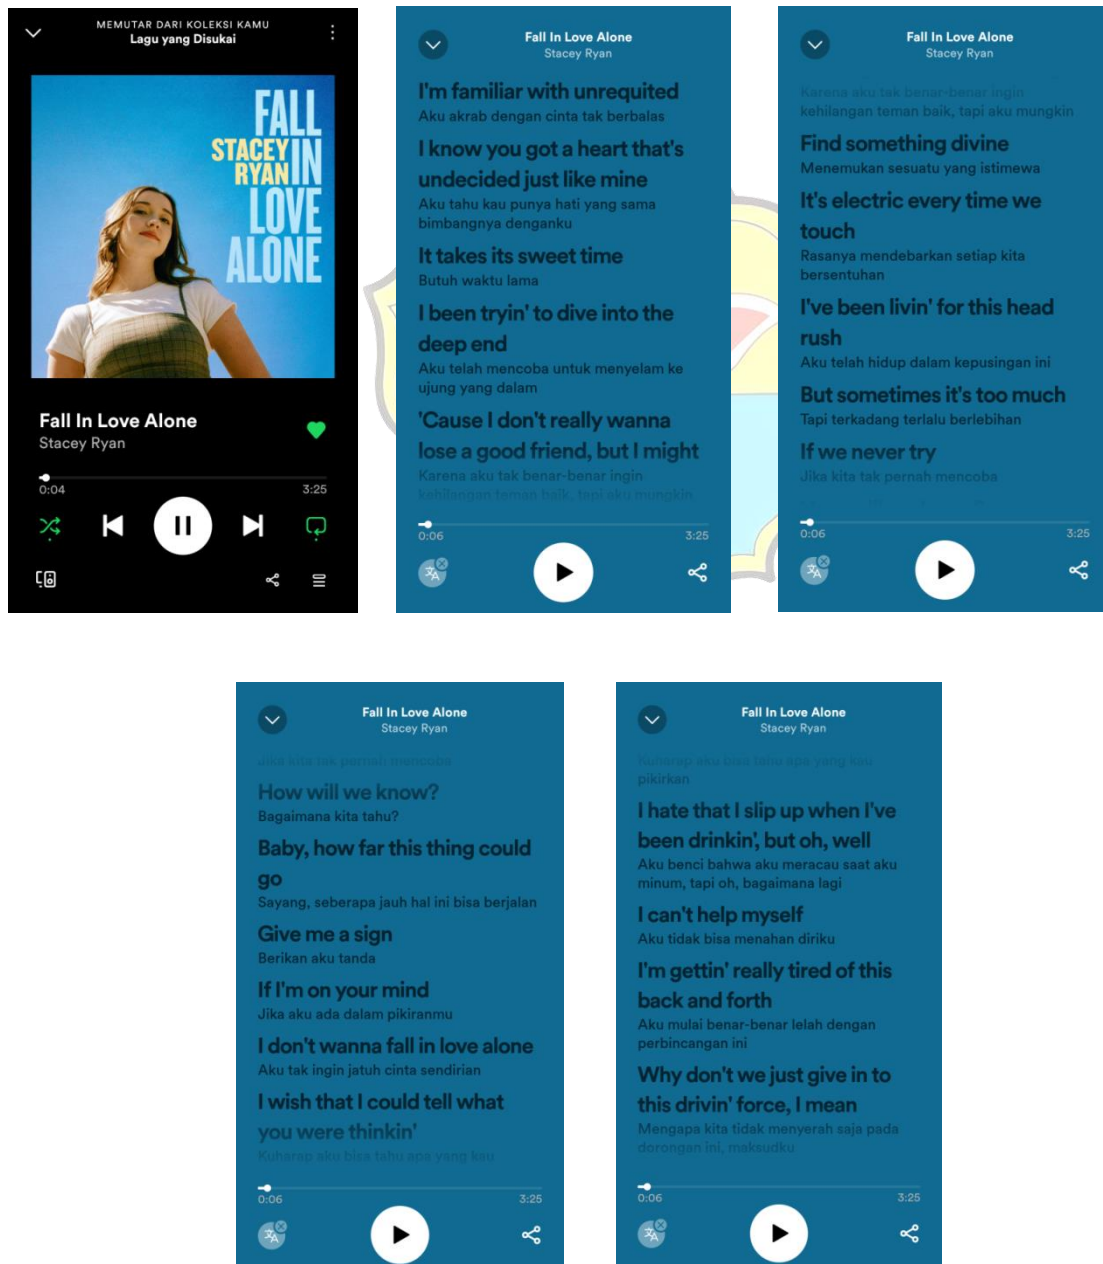 MEMUTAR DARI KOLEKSI KAMU
Lagu yang Disukai
FALL
STACEY IN
RYAN
LOVE
ALONE
Fall In Love Alone
Stacey Ryan
0:04
3:25
Fall In Love Alone
Stacey Ryan
I'm familiar with unrequited
Aku akrab dengan cinta tak berbalas
I know you got a heart that's
undecided just like mine
Aku tahu kau punya hati yang sama
bimbangnya denganku
It takes its sweet time
Butuh waktu lama
I been tryin' to dive into the
deep end
Aku telah mencoba untuk menyelam ke
ujung yang dalam
'Cause I don't really wanna
lose a good friend, but I might
Karena aku tak benar-benar ingin
kehilangan teman baik, tapi aku mungkin
0:06
3:25
Fall In Love Alone
Stacey Ryan
Karena aku tak benar-benar ingin
kehilangan teman baik, tapi aku mungkin
Find something divine
Menemukan sesuatu yang istimewa
It's electric every time we
touch
Rasanya mendebarkan setiap kita
bersentuhan
I've been livin' for this head
rush
Aku telah hidup dalam kepusingan ini
But sometimes it's too much
Tapi terkadang terlalu berlebihan
If we never try
Jika kita tak pernah mencoba
0:06
3:25
Fall In Love Alone
Stacey Ryan
Jika kita tak pernah mencoba
How will we know?
Bagaimana kita tahu?
Baby, how far this thing could
go
Sayang, seberapa jauh hal ini bisa berjalan
Give me a sign
Berikan aku tanda
If I'm on your mind
Jika aku ada dalam pikiranmu
I don't wanna fall in love alone
Aku tak ingin jatuh cinta sendirian
I wish that I could tell what
you were thinkin'
Kuharap aku bisa tahu apa yang kau
0:06
3:25
Fall In Love Alone
Stacey Ryan
Kuharap aku bisa tahu apa yang kau
pikirkan
I hate that I slip up when I've
been drinkin', but oh, well
Aku benci bahwa aku meracau saat aku
minum, tapi oh, bagaimana lagi
I can't help myself
Aku tidak bisa menahan diriku
I'm gettin' really tired of this
back and forth
Aku mulai benar-benar lelah dengan
perbincangan ini
Why don't we just give in to
this drivin' force, I mean
Mengapa kita tidak menyerah saja pada
dorongan ini, maksudku
0:06
3:25